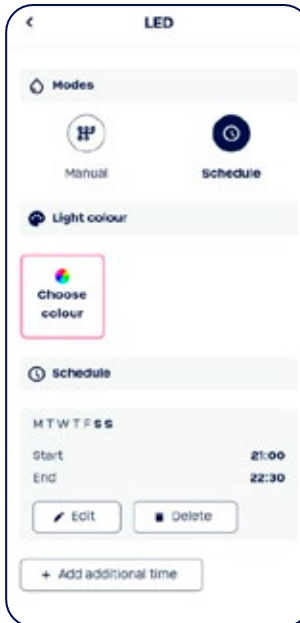 LED
Modes
Manual Schedule
Light colour
Choose
colour
Schedule
M T W T F S S
Start 21:00
End 22:30
Edit Delete
+ Add additional time